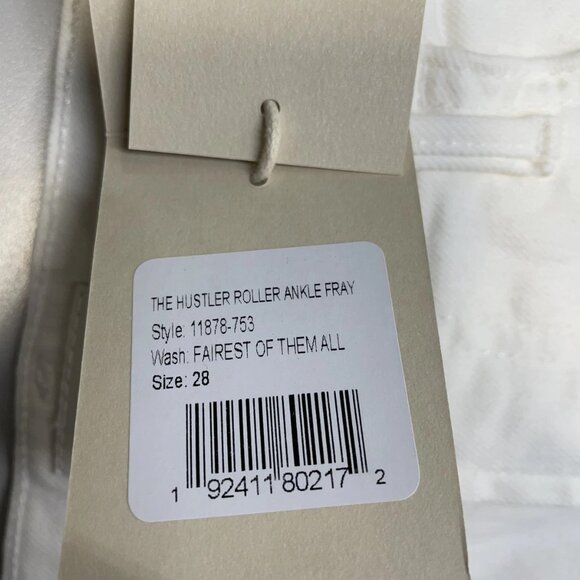 THE HUSTLER ROLLER ANKLE FRAY
Style: 11878-753
Wash: FAIREST OF THEM ALL
Size: 28
1 92411 80217 2